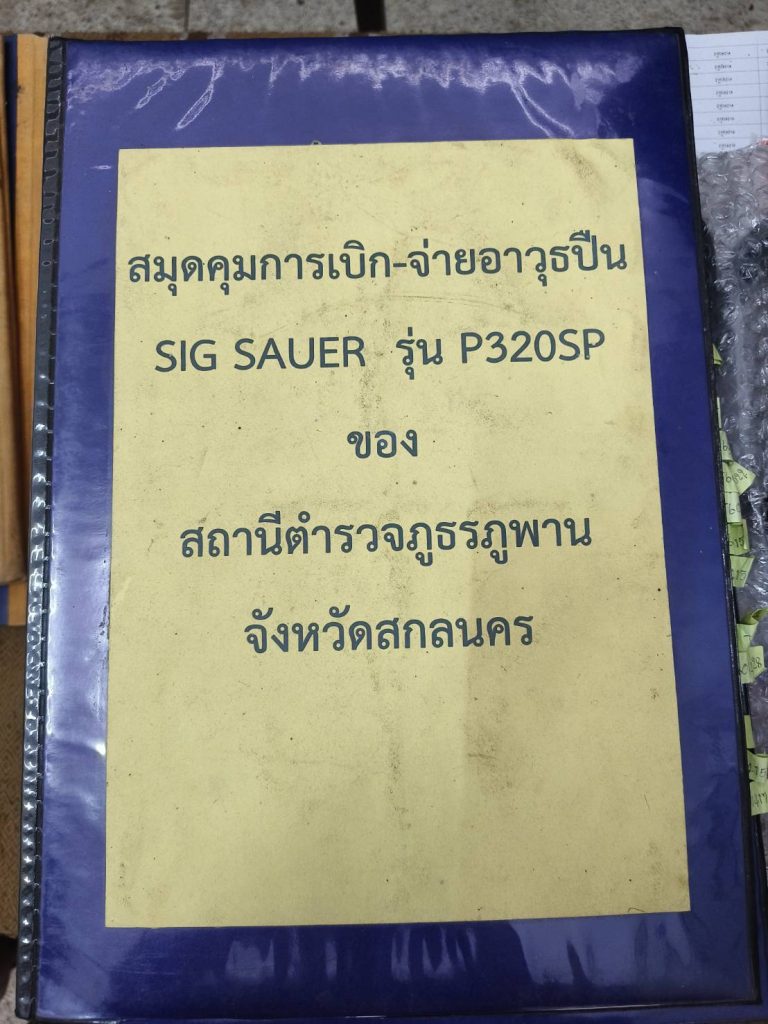 สมุดคุมการเบิก-จ่ายอาวุธปืน
SIG SAUER รุ่น P320SP
ของ
สถานีตำรวจภูธรภูพาน
จังหวัดสกลนคร